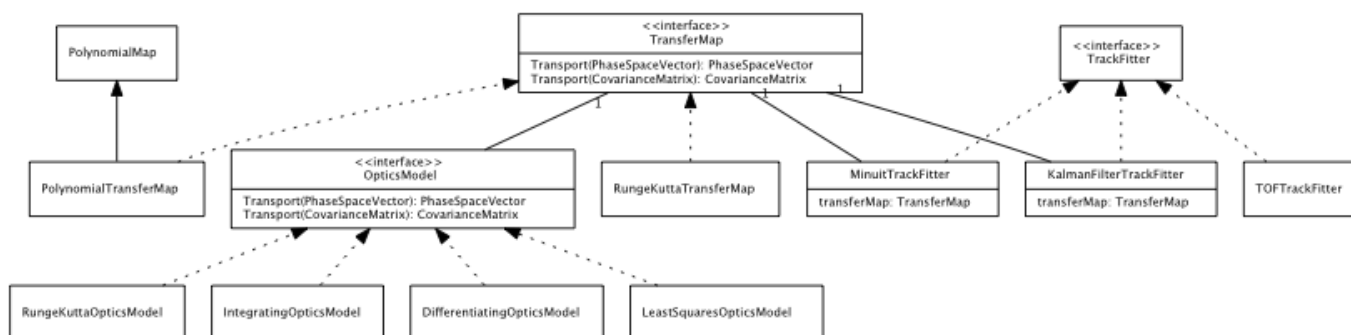 <<interface>>
TransferMap
PolynomialMap
<<interface>>
TrackFitter
Transport(PhaseSpaceVector): PhaseSpaceVector
Transport(CovarianceMatrix): CovarianceMatrix
1
1
1
PolynomialTransferMap
<<interface>>
OpticsModel
Transport(PhaseSpaceVector): PhaseSpaceVector
Transport(CovarianceMatrix): CovarianceMatrix
RungeKuttaTransferMap
MinuitTrackFitter
transferMap: TransferMap
KalmanFilterTrackFitter
transferMap: TransferMap
TOFTrackFitter
RungeKuttaOpticsModel
IntegratingOpticsModel
DifferentiatingOpticsModel
LeastSquaresOpticsModel